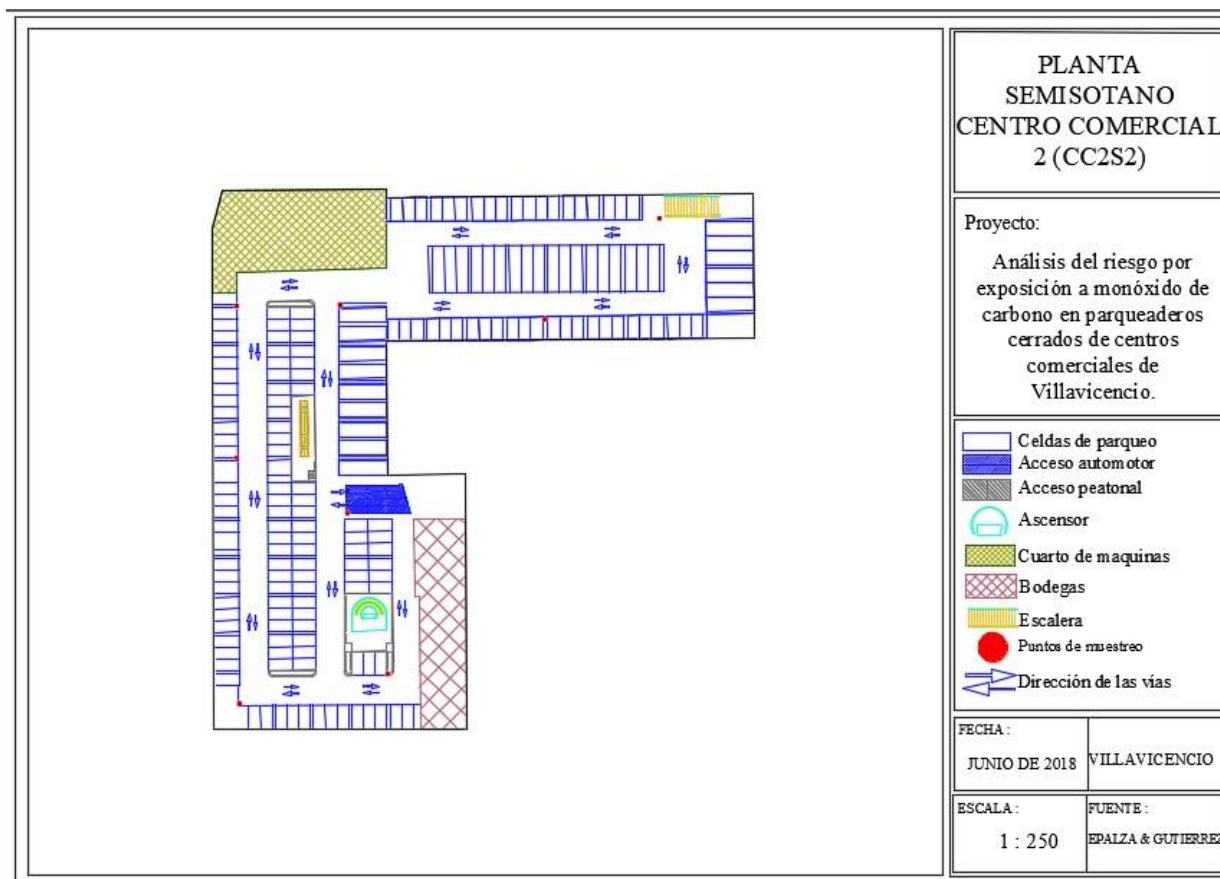 PLANTA
SEMISOTANO
CENTRO COMERCIAL
2 (CC2S2)
Proyecto:
Análisis del riesgo por
exposición a monóxido de
carbono en parqueaderos
cerrados de centros
comerciales de
Villavicencio.
Celdas de parqueo
Acceso automotor
Acceso peatonal
Ascensor
Cuarto de maquinas
Bodegas
Escalera
Puntos de muestreo
Dirección de las vías
FECHA :
JUNIO DE 2018
VILLAVICENCIO
ESCALA :
1 : 250
FUENTE :
EPALZA & GUTIERREZ